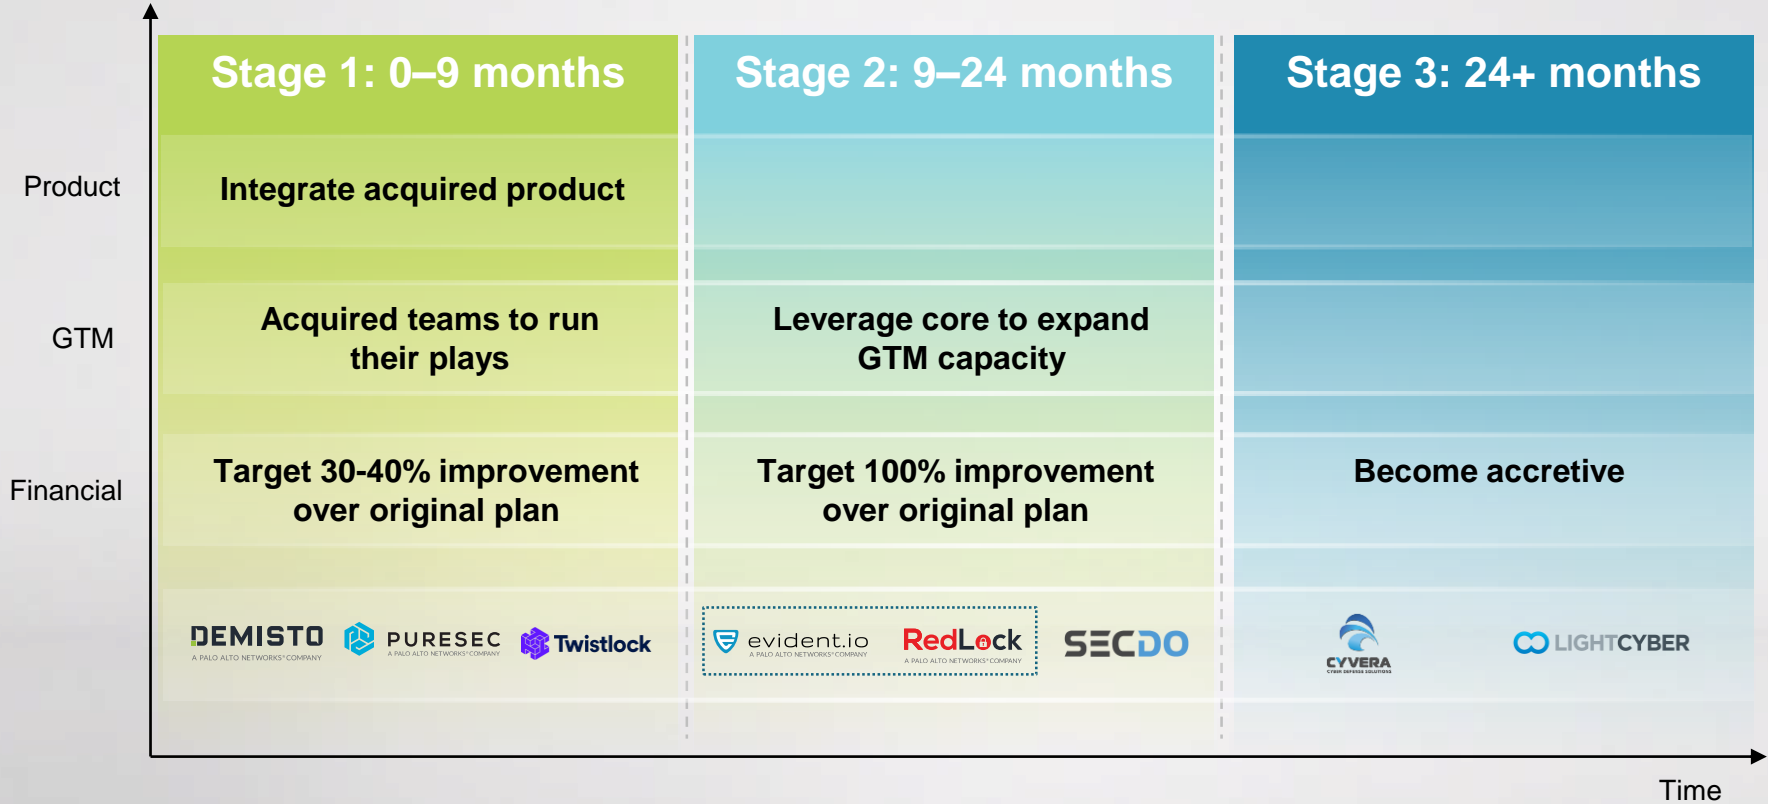 Stage 1: 0–9 months
Stage 2: 9–24 months
Stage 3: 24+ months
Product
Integrate acquired product
GTM
Acquired teams to run
their plays
Leverage core to expand
GTM capacity
Financial
Target 30-40% improvement
over original plan
Target 100% improvement
over original plan
Become accretive
DEMISTO
A PALO ALTO NETWORKS® COMPANY
PURESEC
A PALO ALTO NETWORKS® COMPANY
Twistlock
evident.io
A PALO ALTO NETWORKS® COMPANY
RedLock
A PALO ALTO NETWORKS® COMPANY
SECDO
CYVERA
CYBER DEFENSE SOLUTIONS
LIGHTCYBER
Time